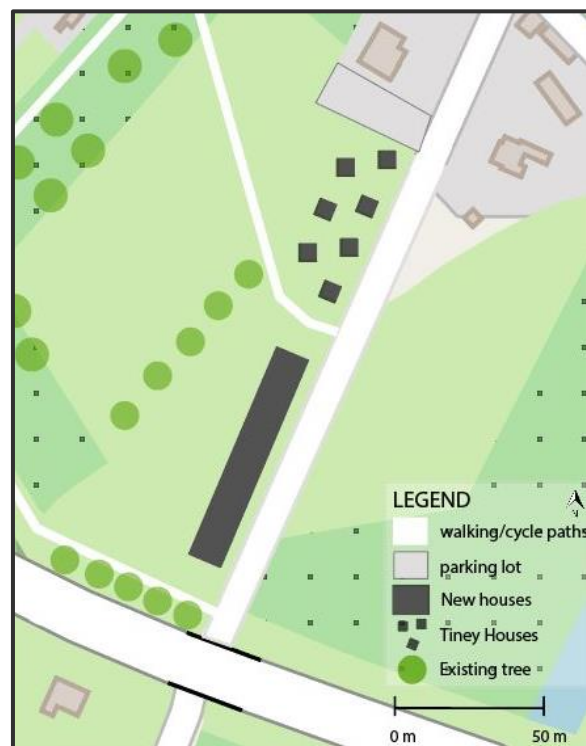 LEGEND
walking/cycle paths
parking lot
New houses
Tiney Houses
Existing tree
0 m 50 m